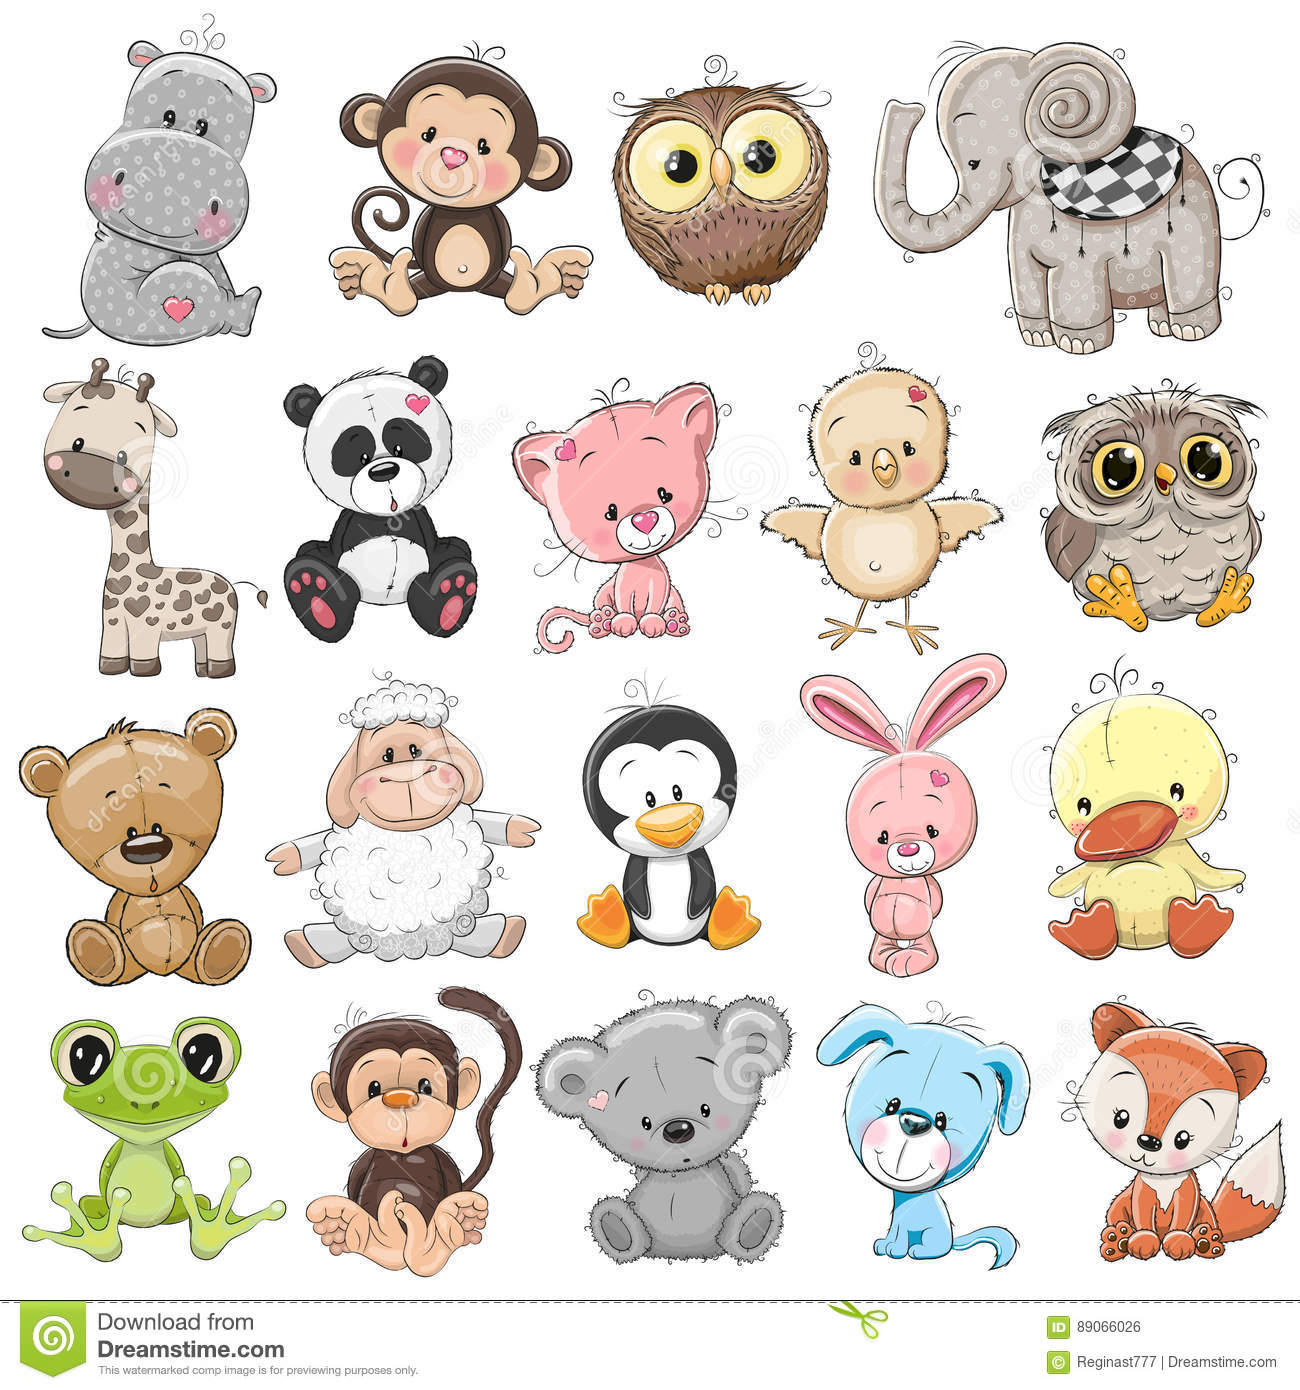 Download from
Dreamstime.com
This watermarked comp image is for previewing purposes only.
ID 89066026
© Reginast777 | Dreamstime.com